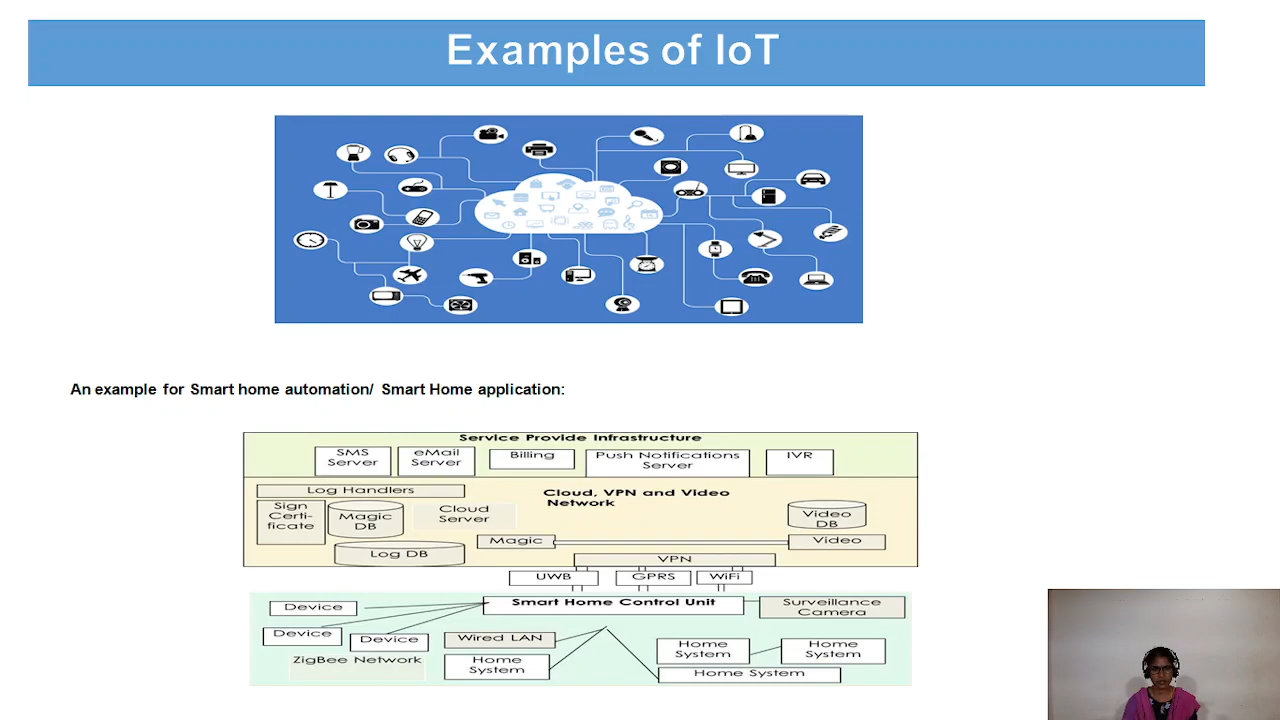 Examples of IoT
An example for Smart home automation/ Smart Home application:
Service Provide Infrastructure
SMS
Server
eMail
Server
Billing
Push Notifications
Server
IVR
Log Handlers
Sign
Certi-
ficate
Magic
DB
Cloud
Server
Cloud, VPN and Video
Network
Video
DB
Log DB
Magic
Video
VPN
UWB
GPRS
WiFi
Device
Smart Home Control Unit
Surveillance
Camera
Device
Device
Wired LAN
Home
System
Home
System
ZigBee Network
Home
System
Home System